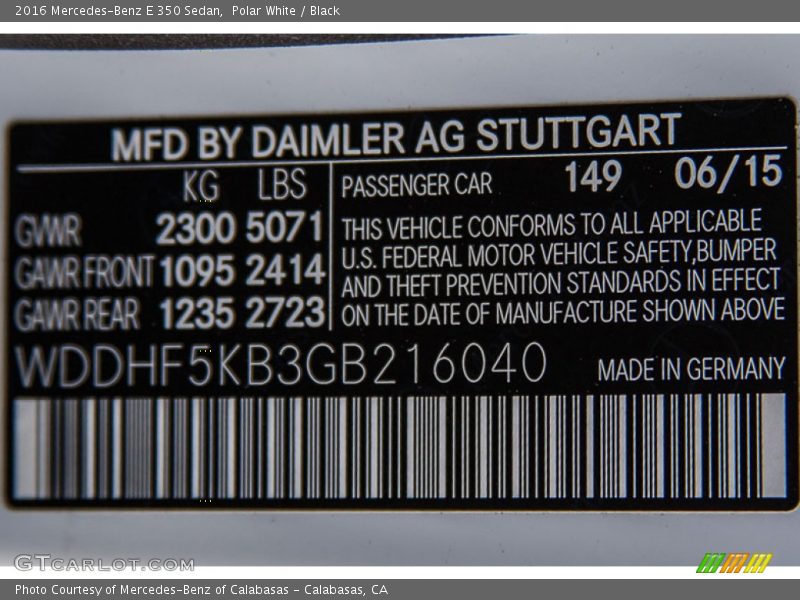 2016 Mercedes-Benz E 350 Sedan, Polar White / Black
MFD BY DAIMLER AG STUTTGART
KG LBS
GVWR 2300 5071
GAWR FRONT 1095 2414
GAWR REAR 1235 2723
PASSENGER CAR 149 06/15
THIS VEHICLE CONFORMS TO ALL APPLICABLE
U.S. FEDERAL MOTOR VEHICLE SAFETY,BUMPER
AND THEFT PREVENTION STANDARDS IN EFFECT
ON THE DATE OF MANUFACTURE SHOWN ABOVE
WDDHF5KB3GB216040 MADE IN GERMANY
GTCARLOT.COM
Photo Courtesy of Mercedes-Benz of Calabasas - Calabasas, CA